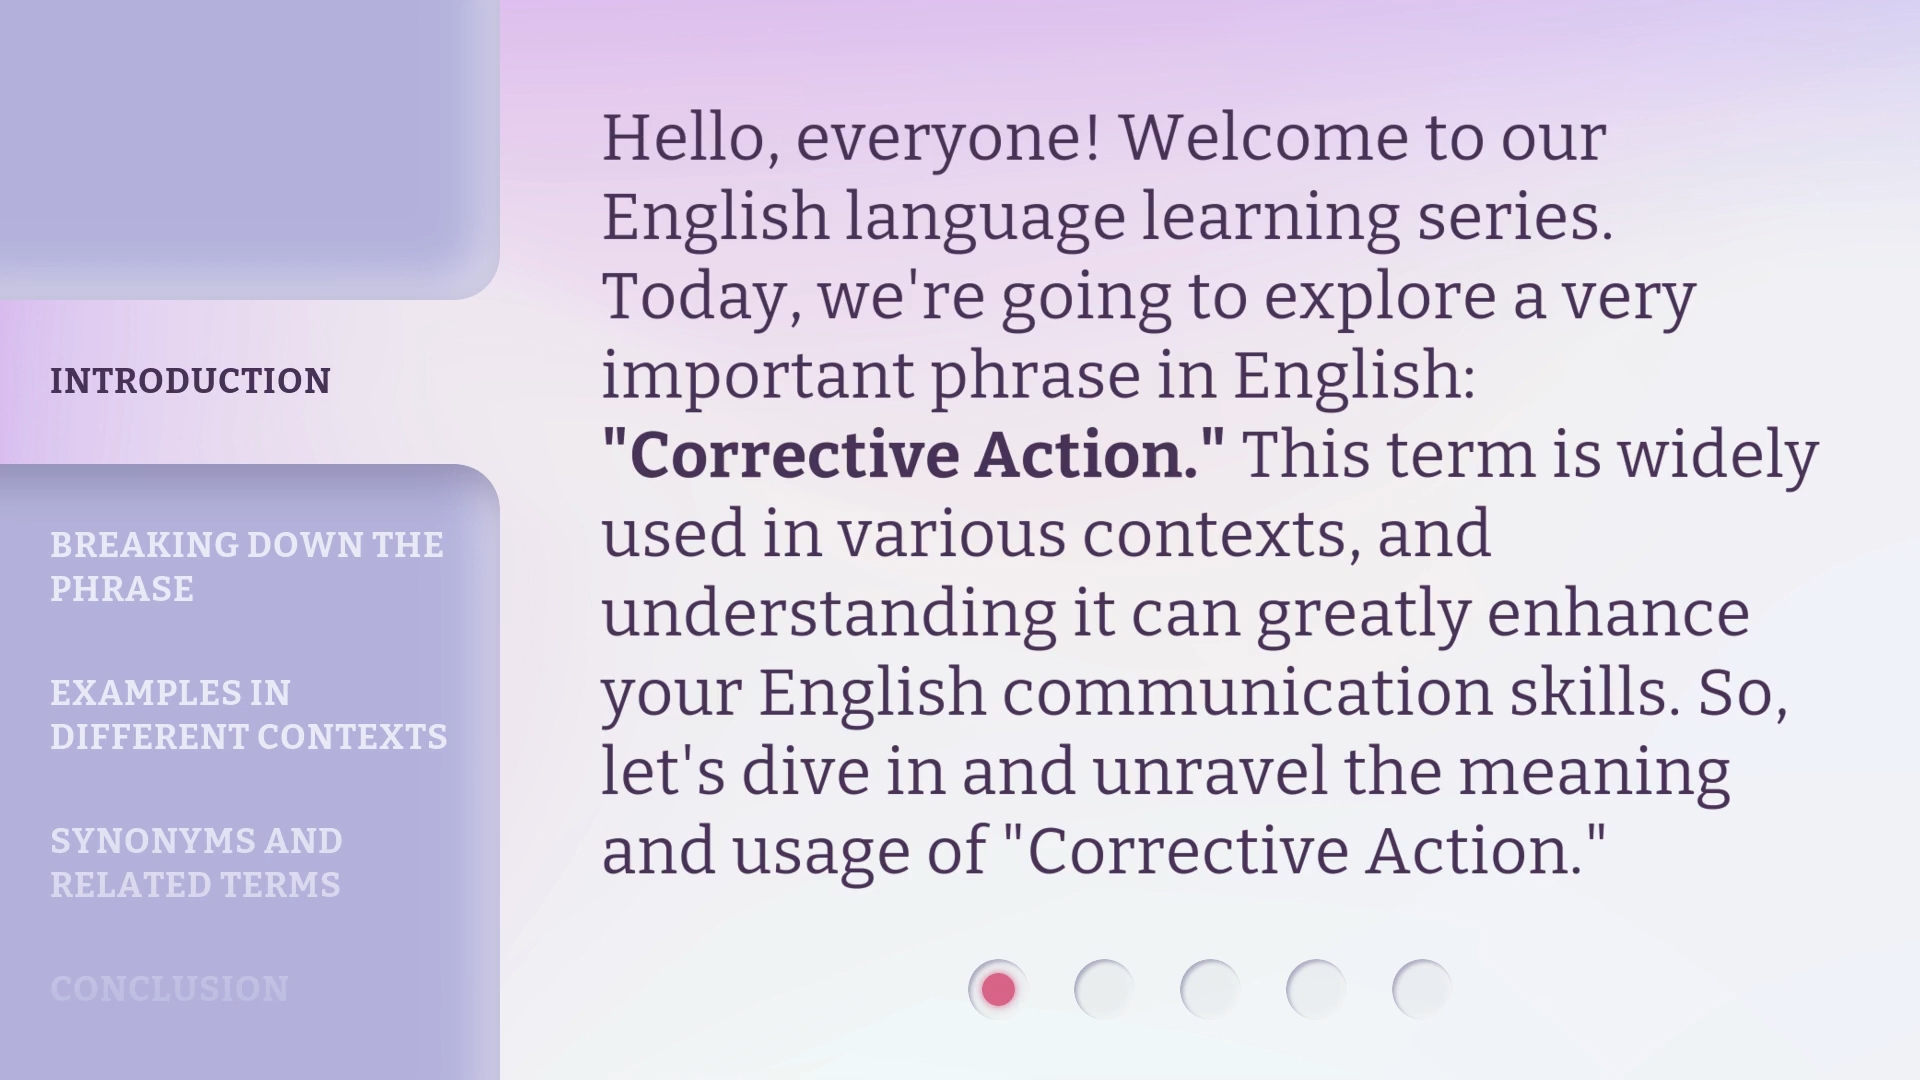 INTRODUCTION
BREAKING DOWN THE
PHRASE
EXAMPLES IN
DIFFERENT CONTEXTS
SYNONYMS AND
RELATED TERMS
CONCLUSION
Hello, everyone! Welcome to our
English language learning series.
Today, we're going to explore a very
important phrase in English:
"Corrective Action." This term is widely
used in various contexts, and
understanding it can greatly enhance
your English communication skills. So,
let's dive in and unravel the meaning
and usage of "Corrective Action."